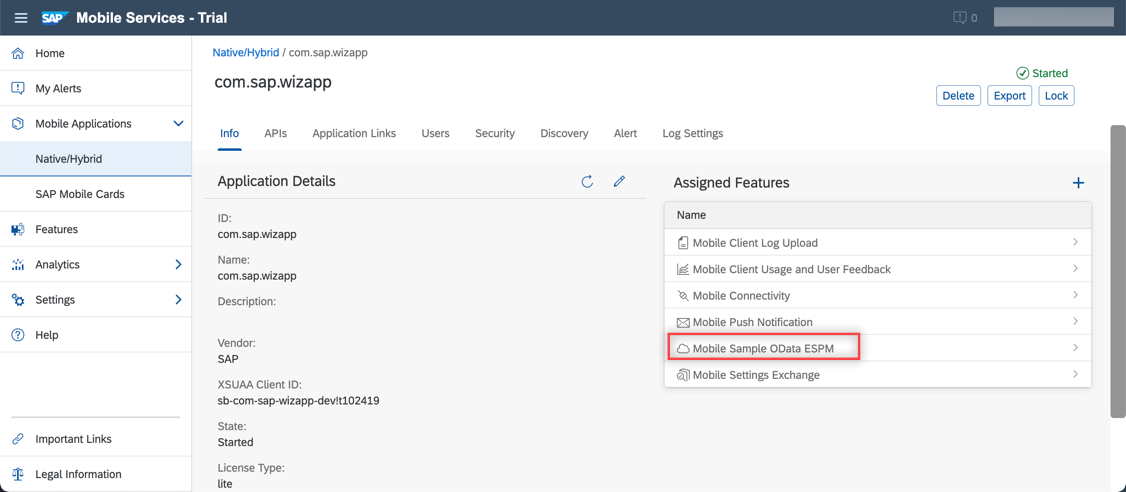 SAP Mobile Services - Trial
0
Home
My Alerts
Mobile Applications
Native/Hybrid
SAP Mobile Cards
Features
Analytics
Settings
Help
Important Links
Legal Information
Native/Hybrid / com.sap.wizapp
com.sap.wizapp
Started
Delete Export Lock
Info APIs Application Links Users Security Discovery Alert Log Settings
Application Details
ID:
com.sap.wizapp
Name:
com.sap.wizapp
Description:
Vendor:
SAP
XSUAA Client ID:
sb-com-sap-wizapp-dev!t102419
State:
Started
License Type:
lite
Assigned Features
Name
Mobile Client Log Upload
Mobile Client Usage and User Feedback
Mobile Connectivity
Mobile Push Notification
Mobile Sample OData ESPM
Mobile Settings Exchange